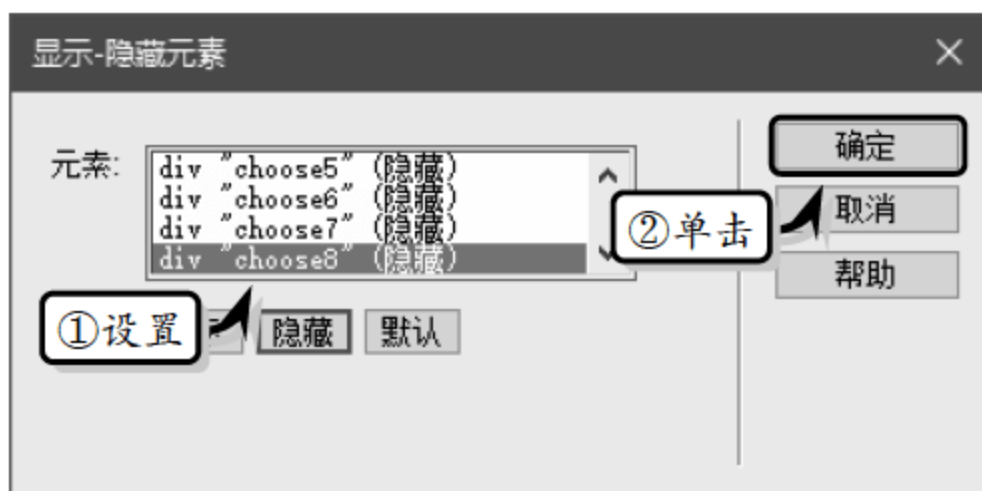 显示-隐藏元素
元素:
div "choose5" (隐藏)
div "choose6" (隐藏)
div "choose7" (隐藏)
div "choose8" (隐藏)
①设置
隐藏
默认
②单击
确定
取消
帮助